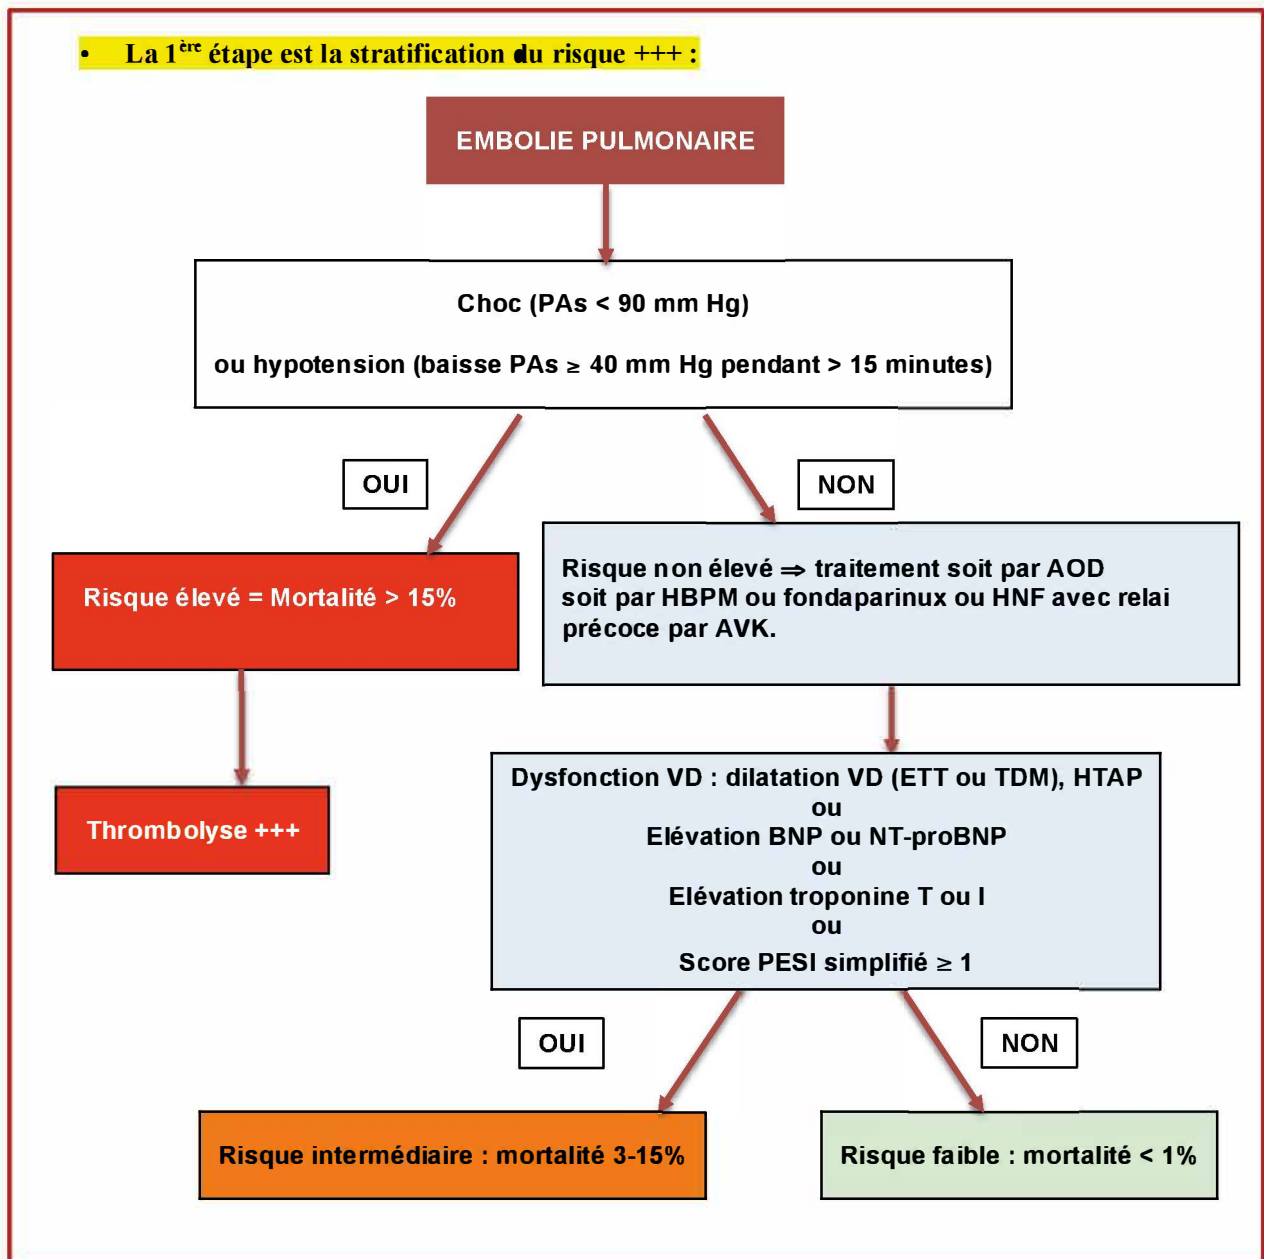 • La 1ère étape est la stratification du risque +++ :
EMBOLIE PULMONAIRE
Choc (PAs < 90 mm Hg)
ou hypotension (baisse PAs ≥ 40 mm Hg pendant > 15 minutes)
OUI
NON
Risque élevé = Mortalité > 15%
Risque non élevé ⇒ traitement soit par AOD
soit par HBPM ou fondaparinux ou HNF avec relai
précoce par AVK.
Thrombolyse +++
Dysfonction VD : dilatation VD (ETT ou TDM), HTAP
ou
Elévation BNP ou NT-proBNP
ou
Elévation troponine T ou I
ou
Score PESI simplifié ≥ 1
OUI
NON
Risque intermédiaire : mortalité 3-15%
Risque faible : mortalité < 1%